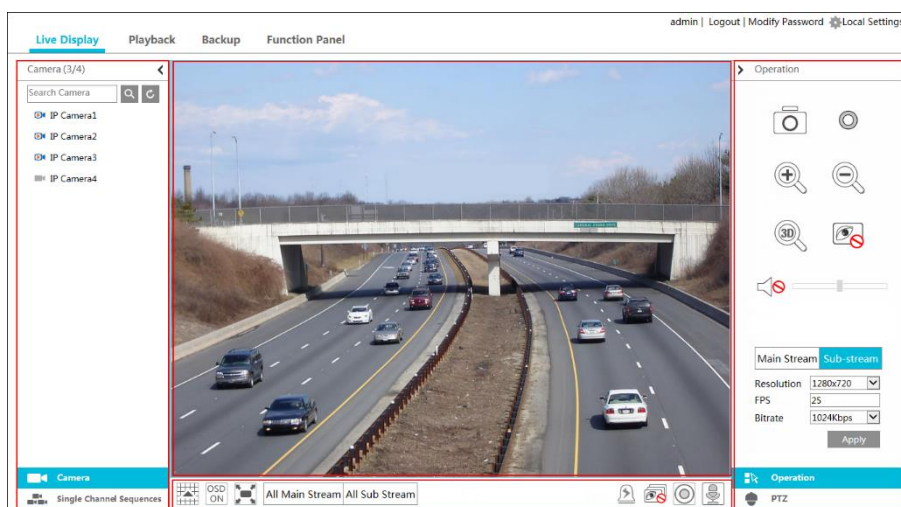 admin | Logout | Modify Password Local Settings
Live Display Playback Backup Function Panel
Camera (3/4)
Search Camera
IP Camera1
IP Camera2
IP Camera3
IP Camera4
Camera
Single Channel Sequences
OSD
ON
All Main Stream All Sub Stream
Operation
3D
Main Stream Sub-stream
Resolution 1280x720
FPS 25
Bitrate 1024Kbps
Apply
Operation
PTZ